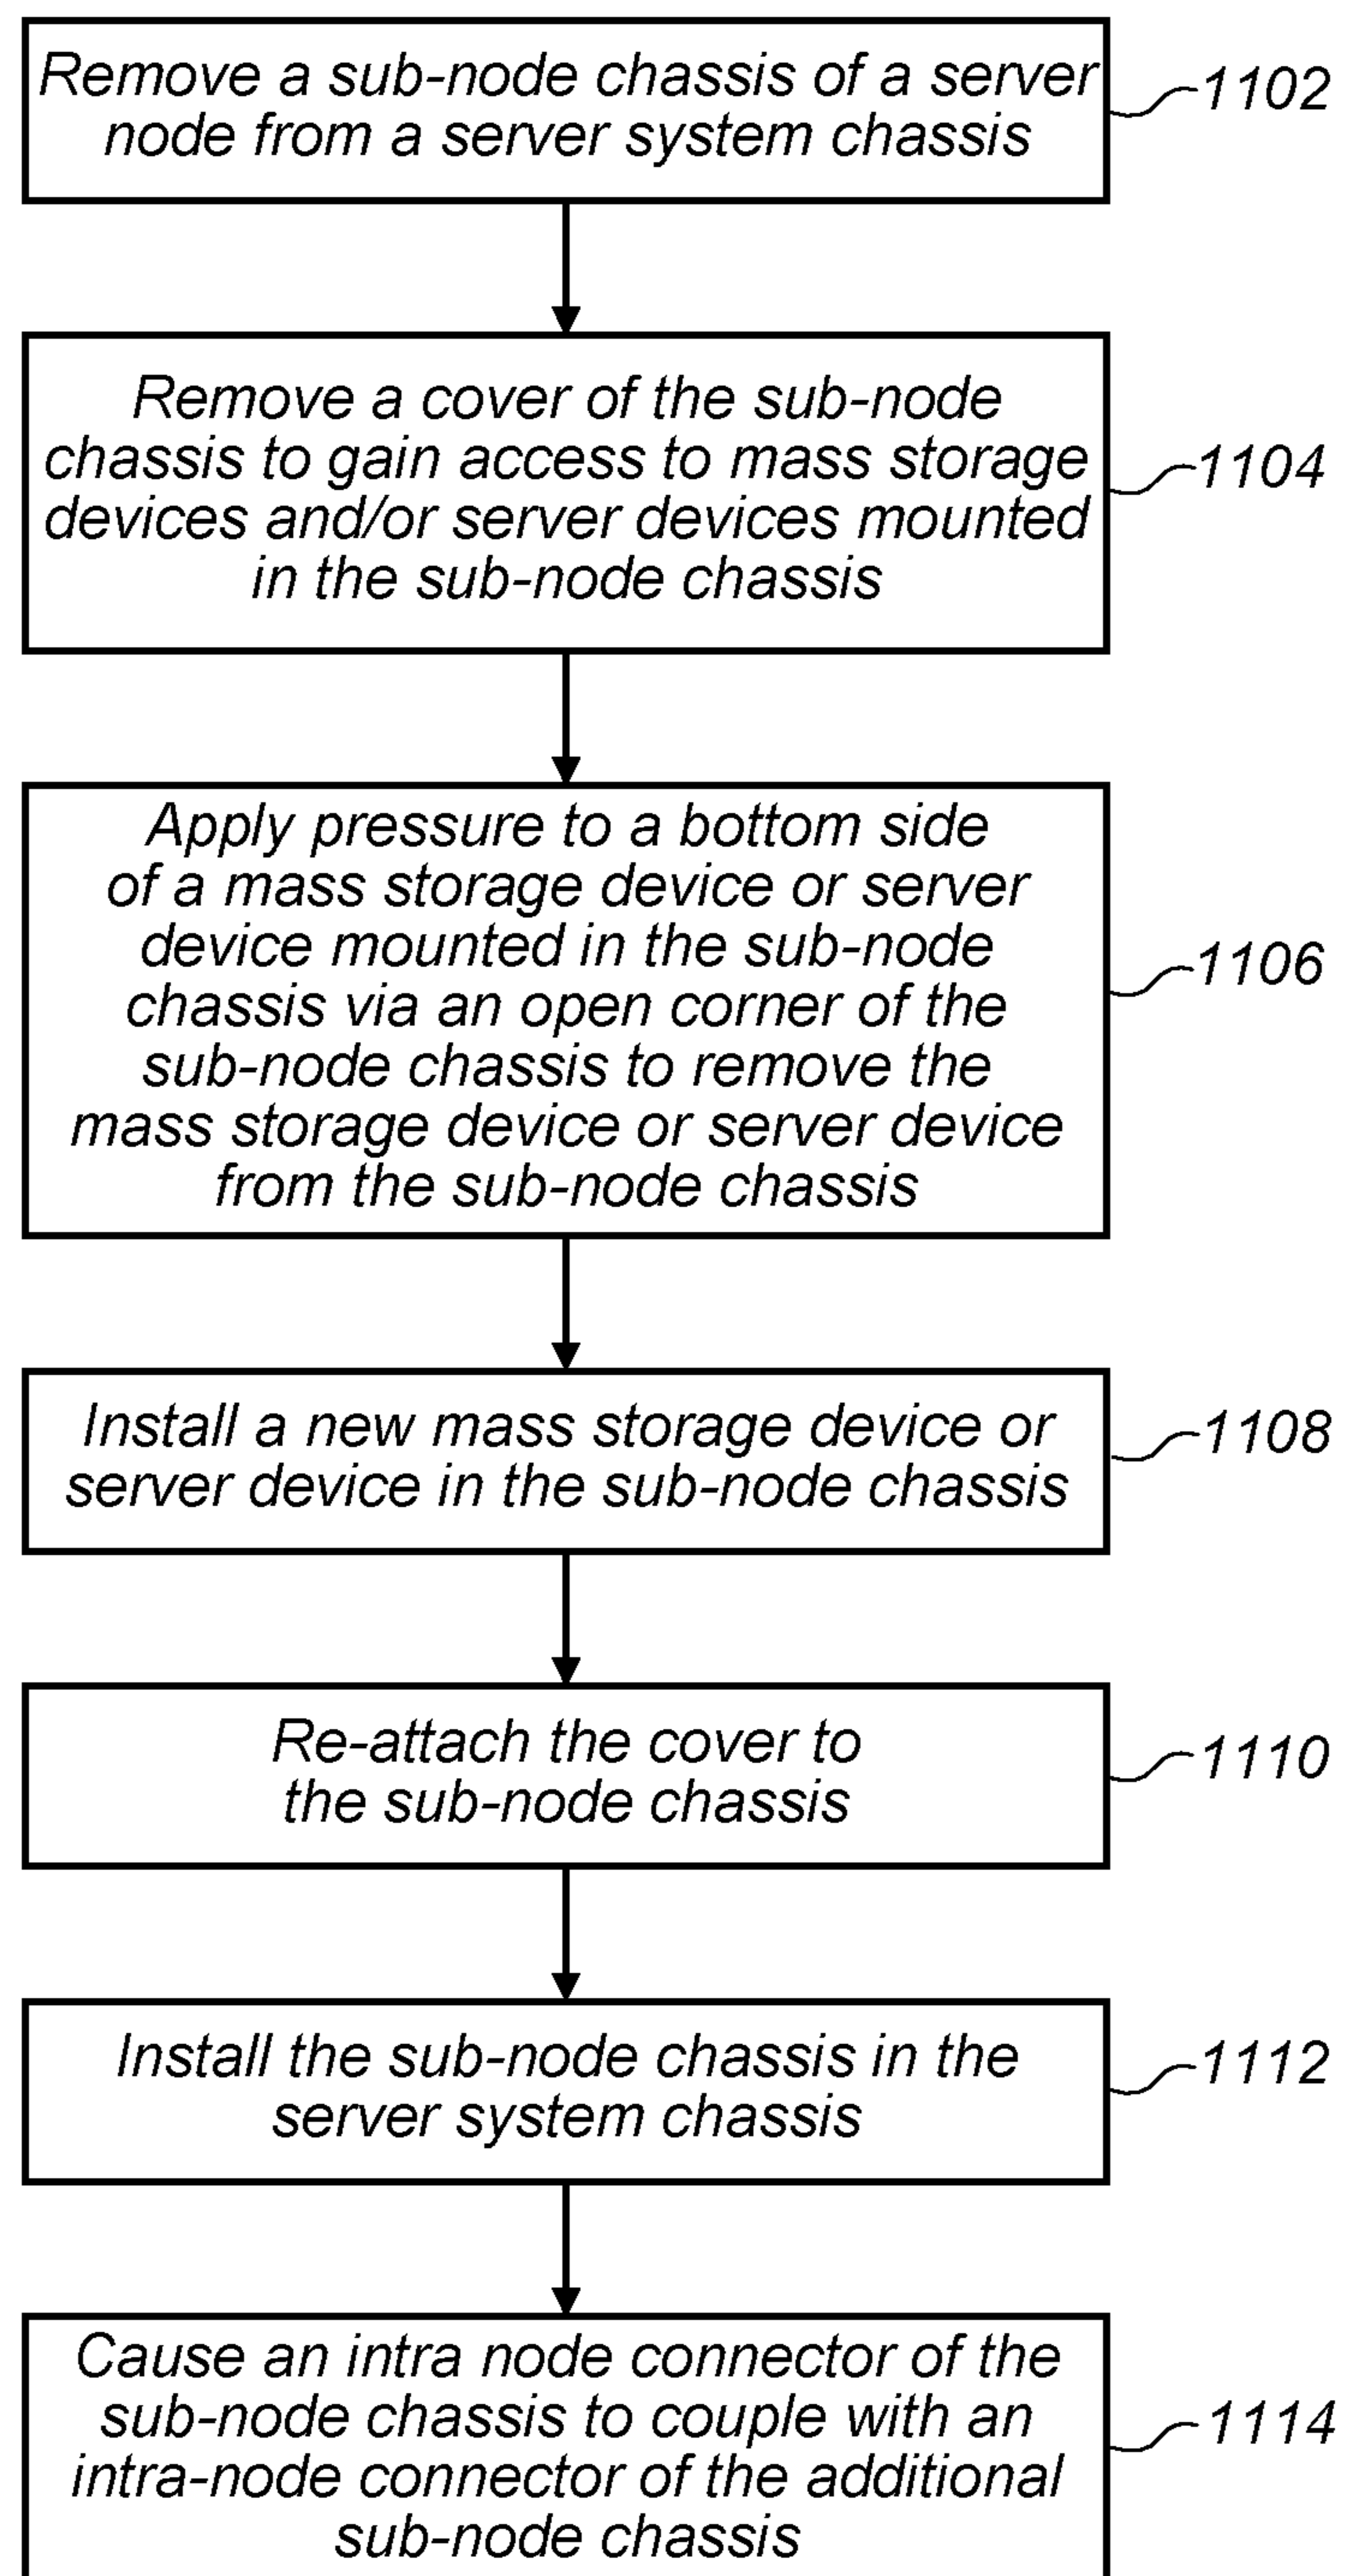 Remove a sub-node chassis of a server
node from a server system chassis
1102
Remove a cover of the sub-node
chassis to gain access to mass storage
devices and/or server devices mounted
in the sub-node chassis
1104
Apply pressure to a bottom side
of a mass storage device or server
device mounted in the sub-node
chassis via an open corner of the
sub-node chassis to remove the
mass storage device or server device
from the sub-node chassis
1106
Install a new mass storage device or
server device in the sub-node chassis
1108
Re-attach the cover to
the sub-node chassis
1110
Install the sub-node chassis in the
server system chassis
1112
Cause an intra node connector of the
sub-node chassis to couple with an
intra-node connector of the additional
sub-node chassis
1114